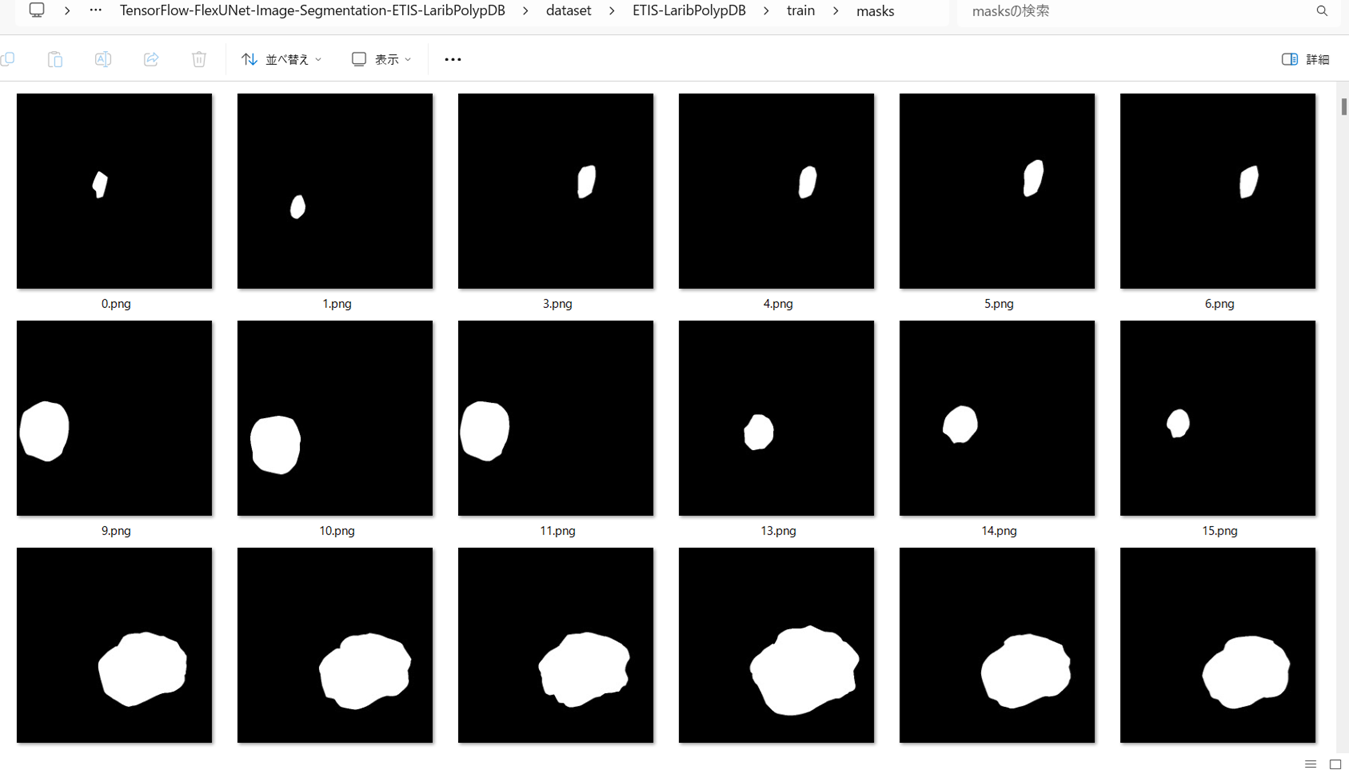 … TensorFlow-FlexUNet-Image-Segmentation-ETIS-LaribPolypDB > dataset > ETIS-LaribPolypDB > train > masks masksの検索
並べ替え 表示 … 詳細
0.png 1.png 3.png 4.png 5.png 6.png
9.png 10.png 11.png 13.png 14.png 15.png